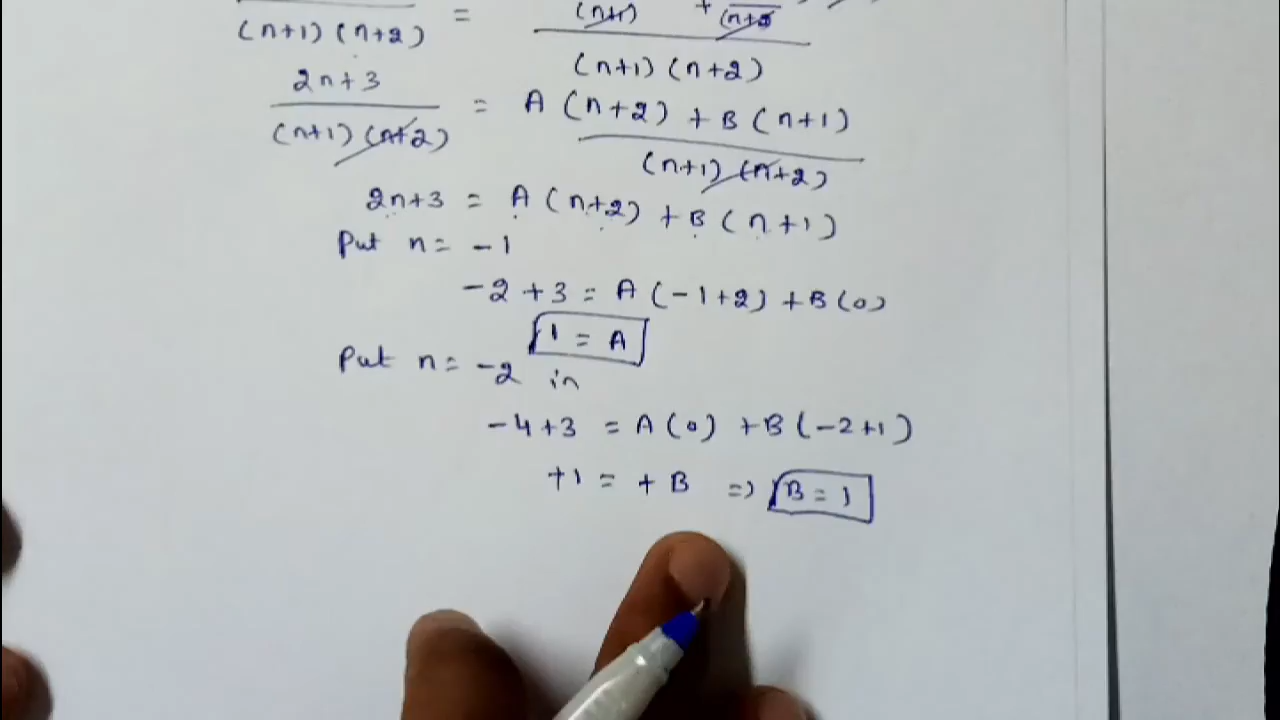 (n+1) + (n+2)
(n+1) (n+2) = (n+1) (n+2)
2n+3 = A (n+2) + B (n+1)
(n+1) (n+2) (n+1) (n+2)
2n+3 = A (n+2) + B (n+1)
Put n = -1
-2 + 3 = A (-1+2) + B (0)
1 = A
Put n = -2 in
-4+3 = A (0) + B (-2+1)
+1 = + B => B = 1